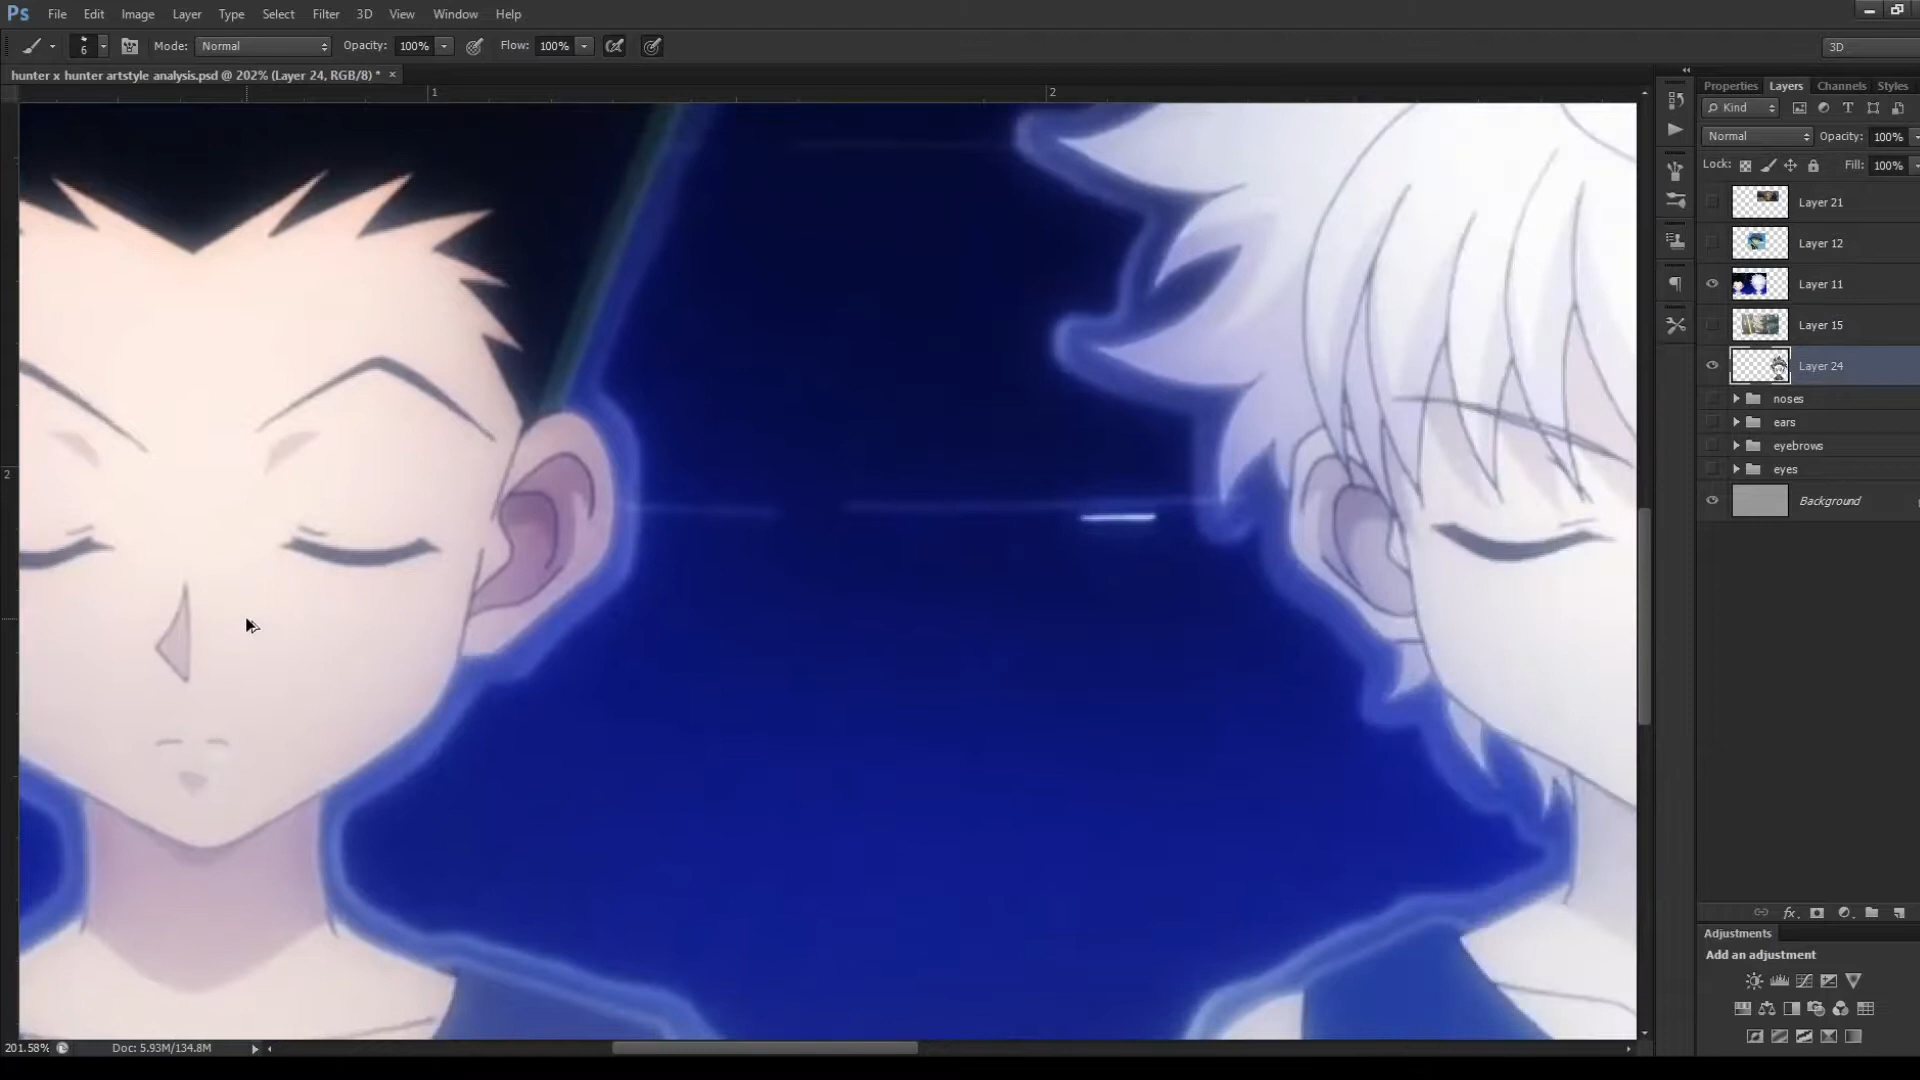 Ps File Edit Image Layer Type Select Filter 3D View Window Help
6 Mode: Normal Opacity: 100% Flow: 100% 3D
hunter x hunter artstyle analysis.psd @ 202% (Layer 24, RGB/8) * ×
1 2
2
Properties Layers Channels Styles
Kind
Normal Opacity: 100%
Lock: Fill: 100%
Layer 21
Layer 12
Layer 11
Layer 15
Layer 24
noses
ears
eyebrows
eyes
Background
fx.
Adjustments
Add an adjustment
201.58% Doc: 5.93M/134.8M